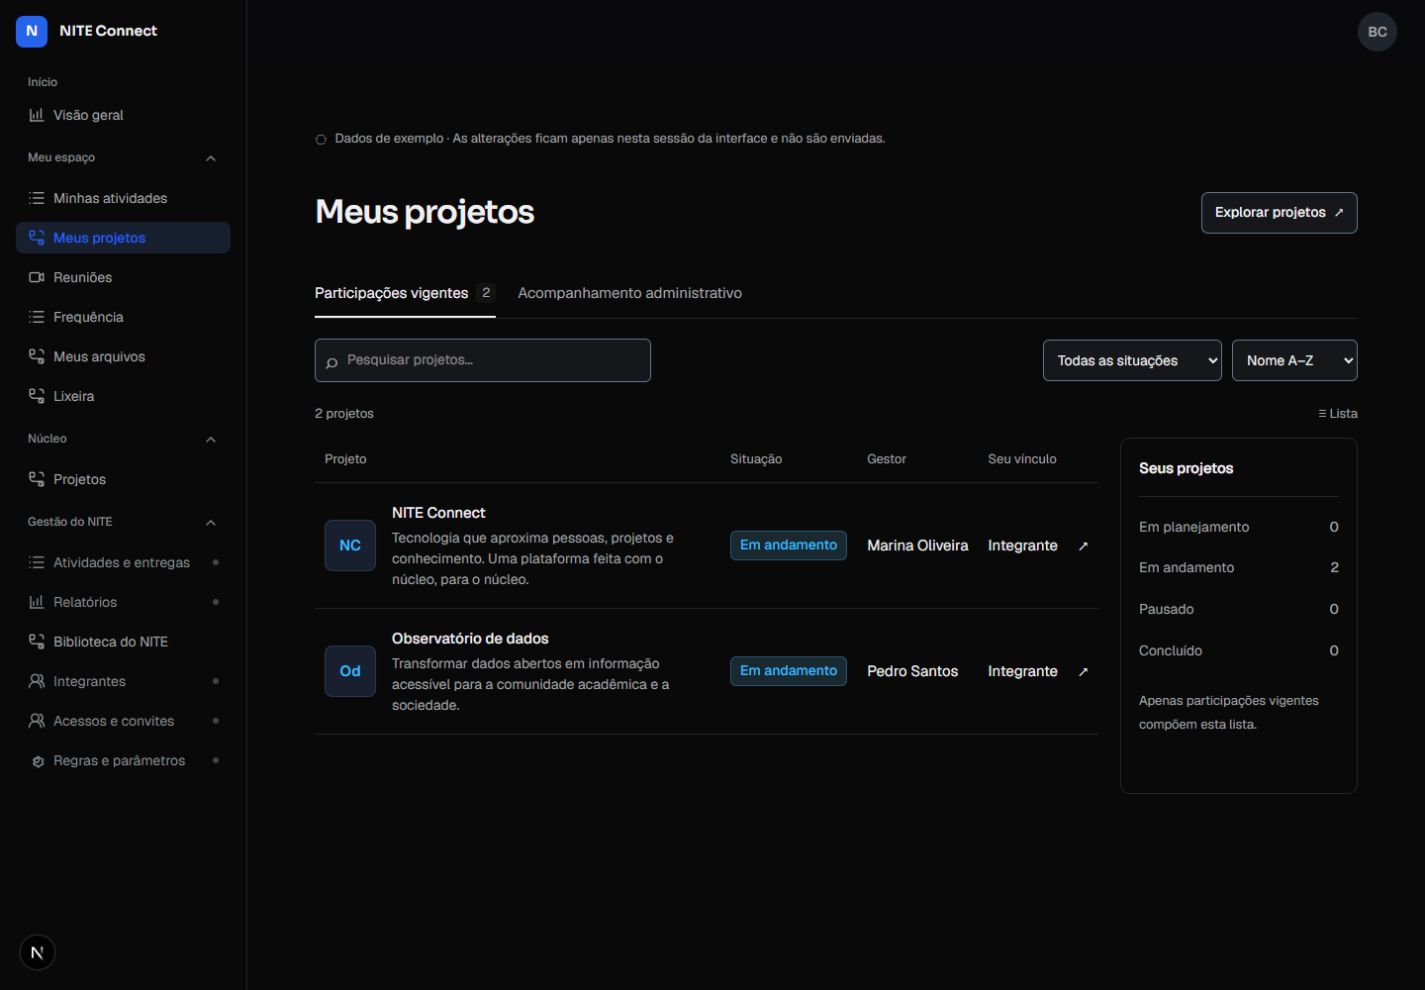 N NITE Connect
BC
Início
Visão geral
Meu espaço
Minhas atividades
Meus projetos
Reuniões
Frequência
Meus arquivos
Lixeira
Núcleo
Projetos
Gestão do NITE
Atividades e entregas
Relatórios
Biblioteca do NITE
Integrantes
Acessos e convites
Regras e parâmetros
N
Dados de exemplo · As alterações ficam apenas nesta sessão da interface e não são enviadas.
Meus projetos
Explorar projetos ↗
Participações vigentes 2 Acompanhamento administrativo
Pesquisar projetos...
Todas as situações
Nome A–Z
2 projetos
≡ Lista
Projeto Situação Gestor Seu vínculo
NC
NITE Connect
Tecnologia que aproxima pessoas, projetos e
conhecimento. Uma plataforma feita com o
núcleo, para o núcleo.
Em andamento Marina Oliveira Integrante ↗
Od
Observatório de dados
Transformar dados abertos em informação
acessível para a comunidade acadêmica e a
sociedade.
Em andamento Pedro Santos Integrante ↗
Seus projetos
Em planejamento 0
Em andamento 2
Pausado 0
Concluído 0
Apenas participações vigentes
compõem esta lista.